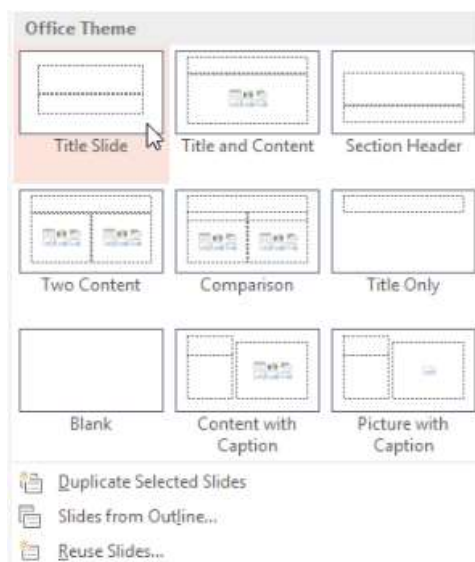 Office Theme
Title Slide
Title and Content
Section Header
Two Content
Comparison
Title Only
Blank
Content with
Caption
Picture with
Caption
Duplicate Selected Slides
Slides from Outline...
Reuse Slides...